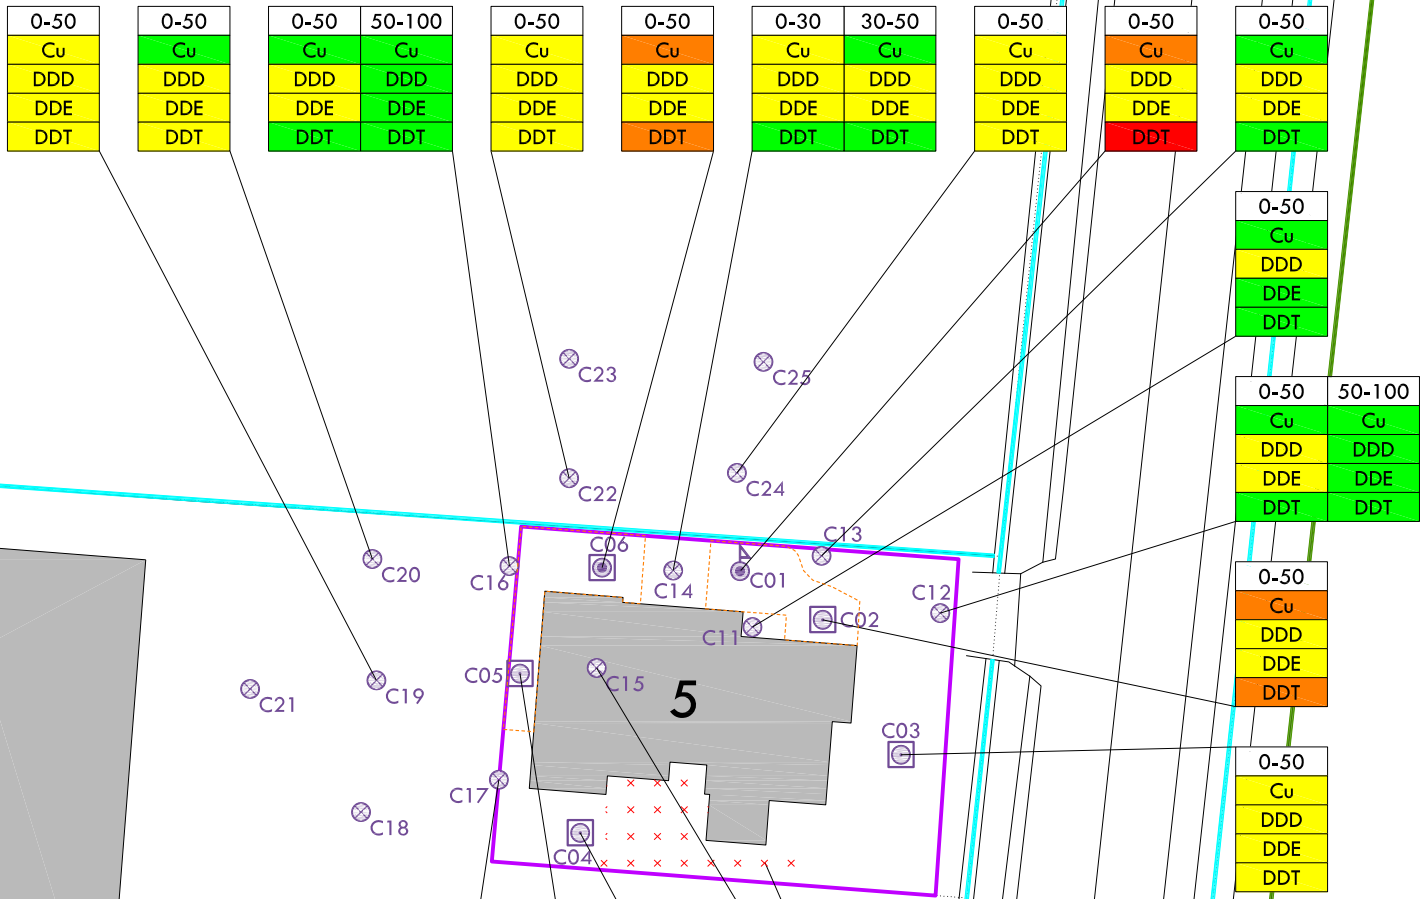 0-50 0-50 0-50 50-100 0-50 0-50 0-30 30-50 0-50 0-50 0-50
Cu Cu Cu Cu Cu Cu Cu Cu Cu Cu Cu
DDD DDD DDD DDD DDD DDD DDD DDD DDD DDD DDD
DDE DDE DDE DDE DDE DDE DDE DDE DDE DDE DDE
DDT DDT DDT DDT DDT DDT DDT DDT DDT DDT DDT
0-50
Cu
DDD
DDE
DDT
C23
C25
0-50 50-100
Cu Cu
DDD DDD
DDE DDE
DDT DDT
C22
C24
C06
C13
C20
C16
C14
C01
A
0-50
Cu
DDD
DDE
DDT
C12
C02
C11
C05
C15
C19
C21
5
C03
0-50
Cu
DDD
DDE
DDT
C17
C18
C04